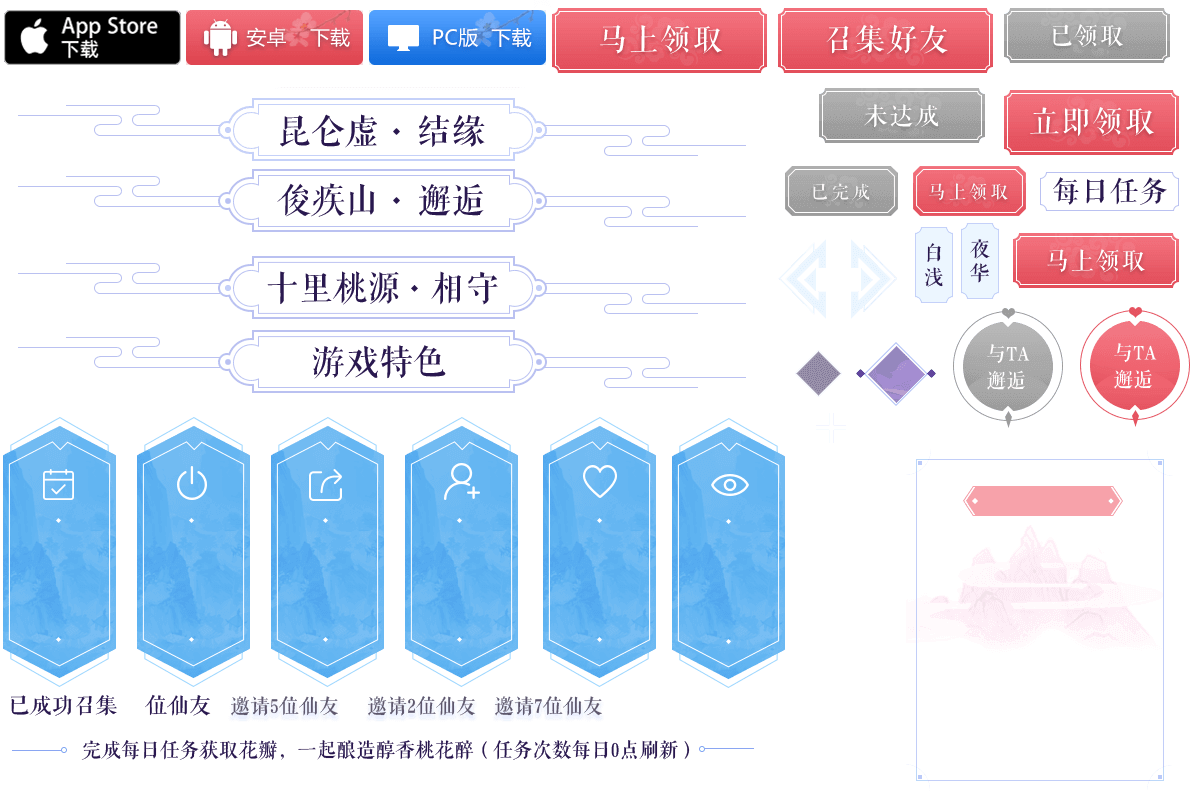 App Store
下载
安卓 下载
PC版 下载
马上领取
召集好友
已领取
未达成
立即领取
昆仑虚·结缘
俊疾山·邂逅
十里桃源·相守
游戏特色
已完成
马上领取
每日任务
白浅
夜华
马上领取
与TA
邂逅
与TA
邂逅
已成功召集 位仙友 邀请5位仙友 邀请2位仙友 邀请7位仙友
完成每日任务获取花瓣，一起酿造醇香桃花醉（任务次数每日0点刷新）